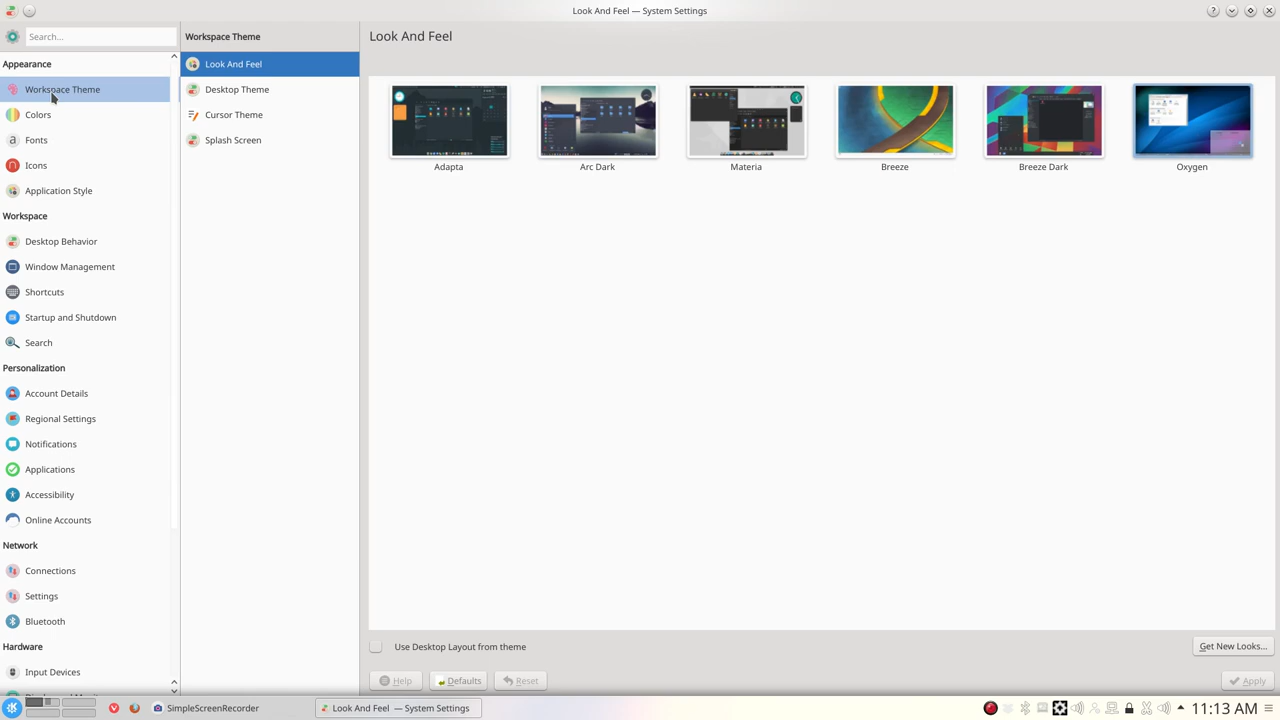 Look And Feel — System Settings
Search...
Workspace Theme
Look And Feel
Appearance
Workspace Theme
Colors
Fonts
Icons
Application Style
Workspace
Desktop Behavior
Window Management
Shortcuts
Startup and Shutdown
Search
Personalization
Account Details
Regional Settings
Notifications
Applications
Accessibility
Online Accounts
Network
Connections
Settings
Bluetooth
Hardware
Input Devices
Look And Feel
Desktop Theme
Cursor Theme
Splash Screen
Adapta
Arc Dark
Materia
Breeze
Breeze Dark
Oxygen
Use Desktop Layout from theme
Get New Looks...
Help
Defaults
Reset
Apply
SimpleScreenRecorder
Look And Feel — System Settings
11:13 AM